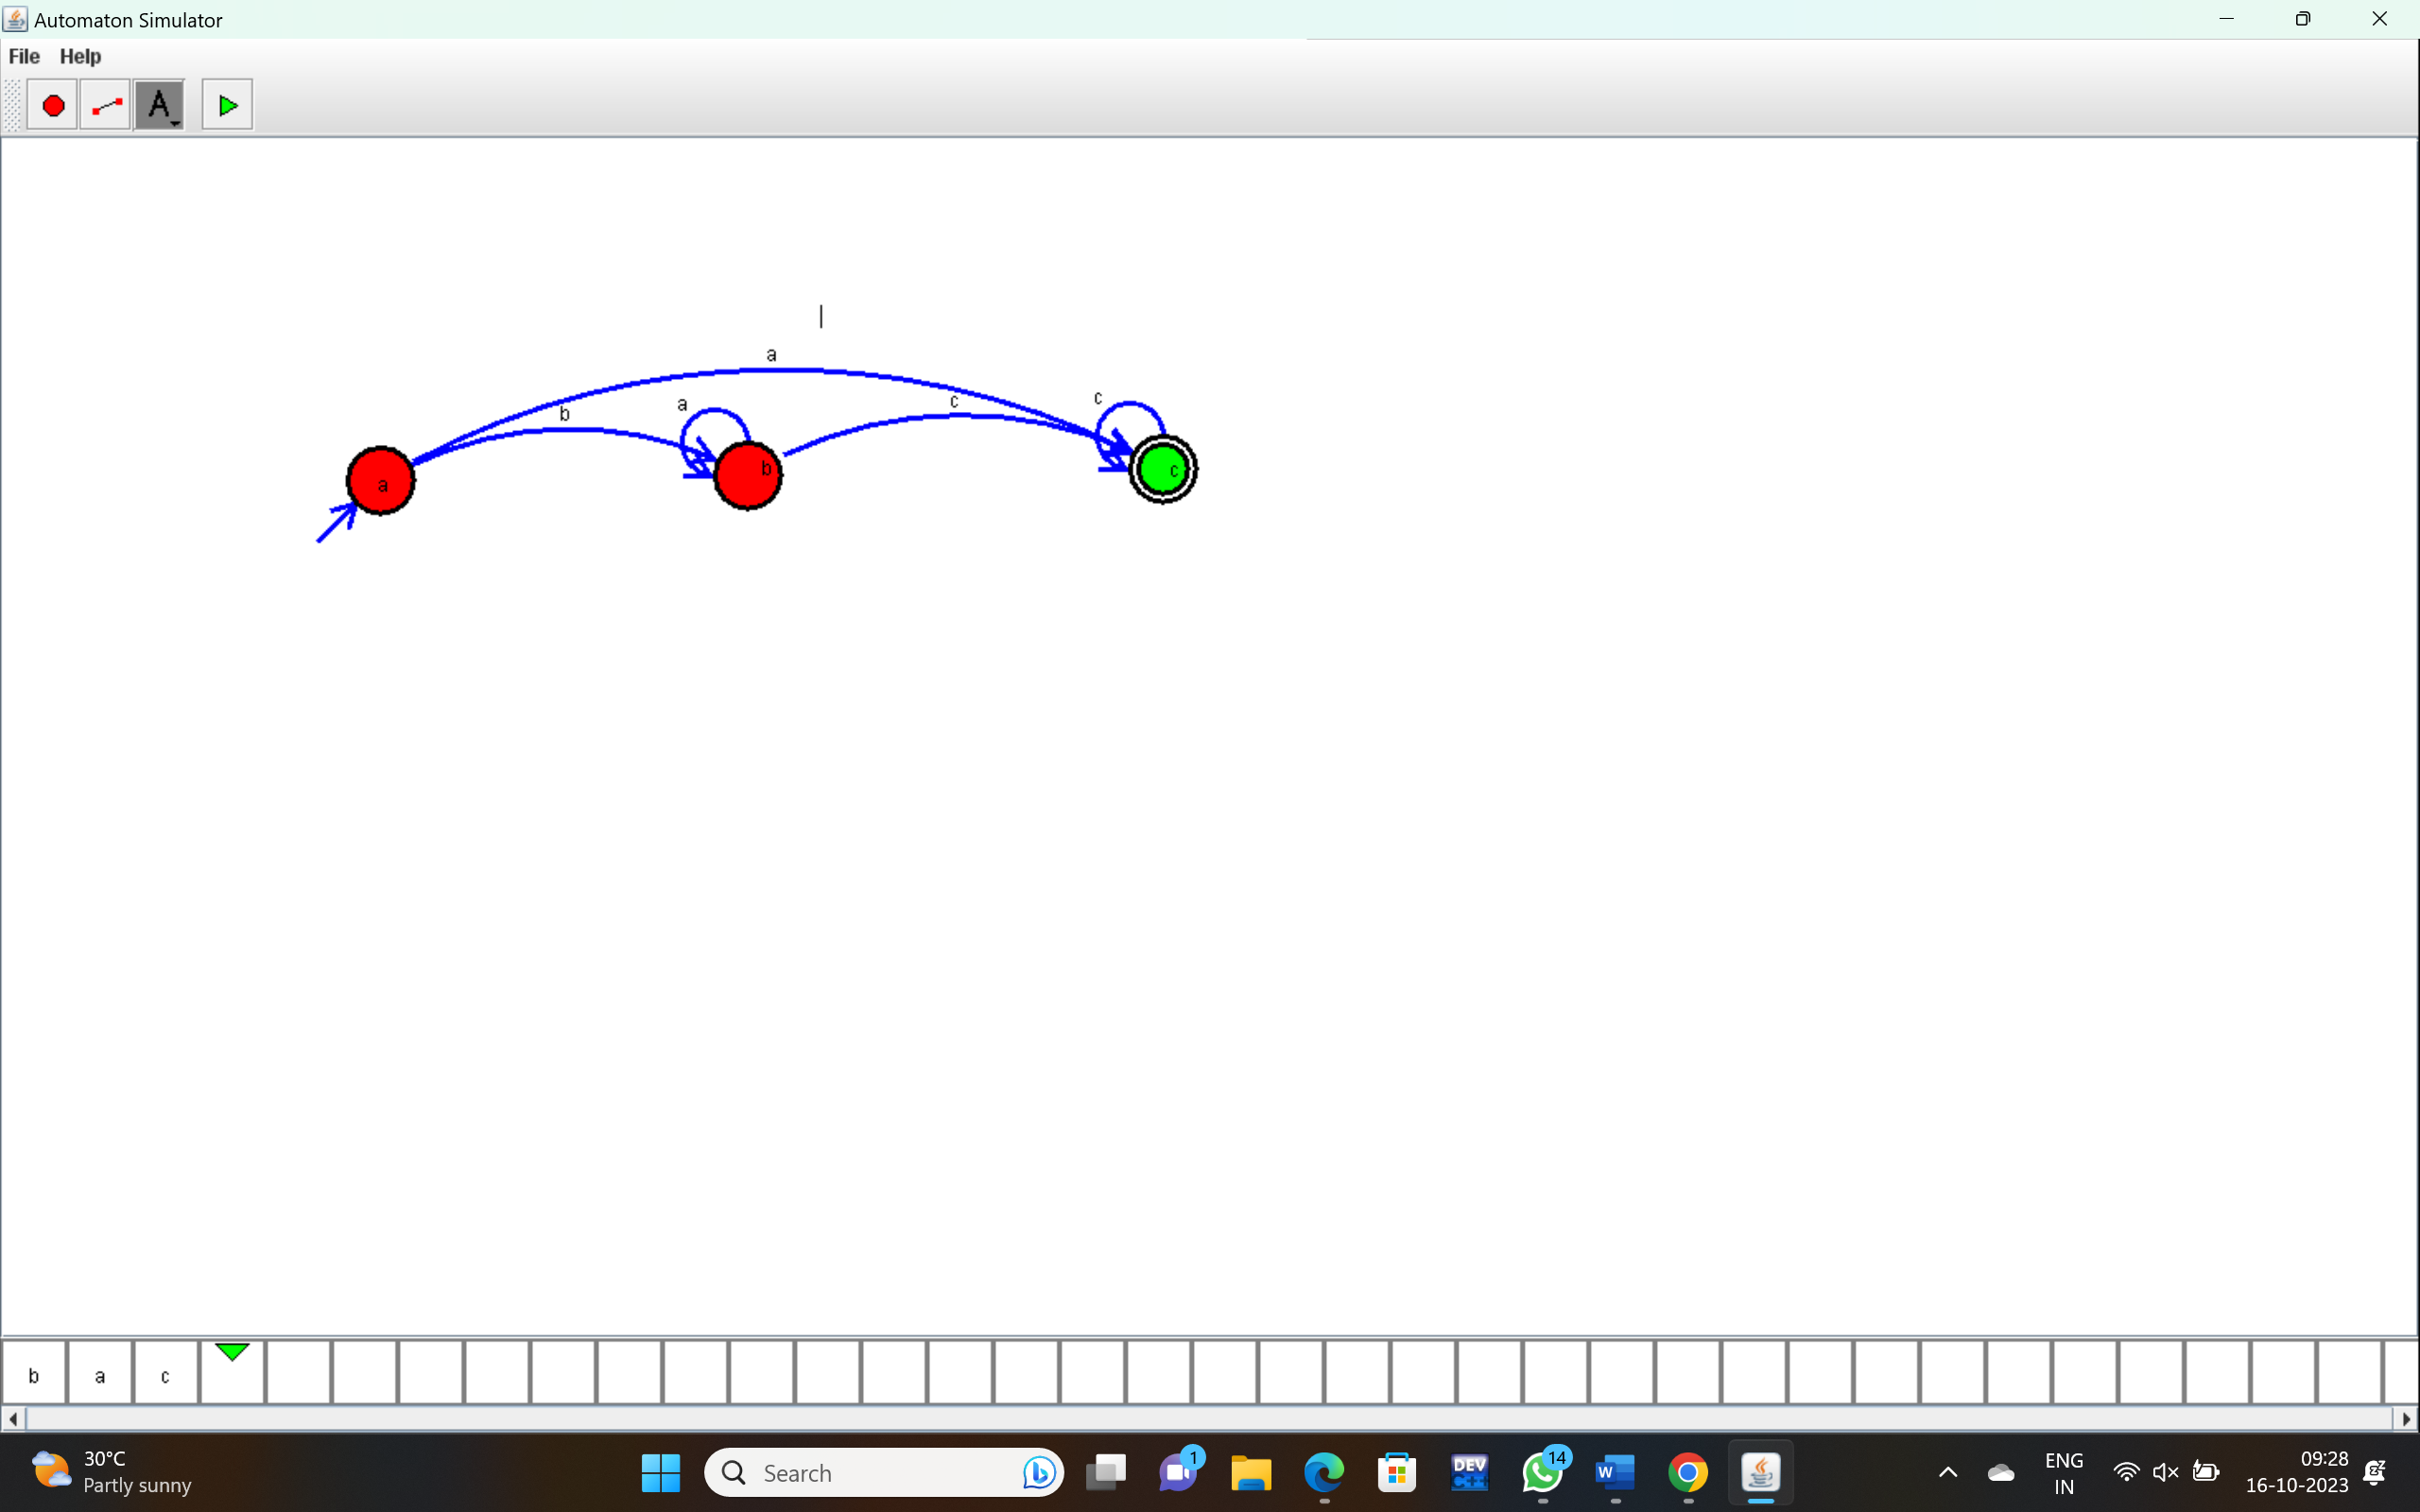 Automaton Simulator
File Help
A
a
a
c
c
b
a
b
c
b a c
30°C
Partly sunny
Search
1
DEV
C++
14
W
ENG
IN
09:28
16-10-2023